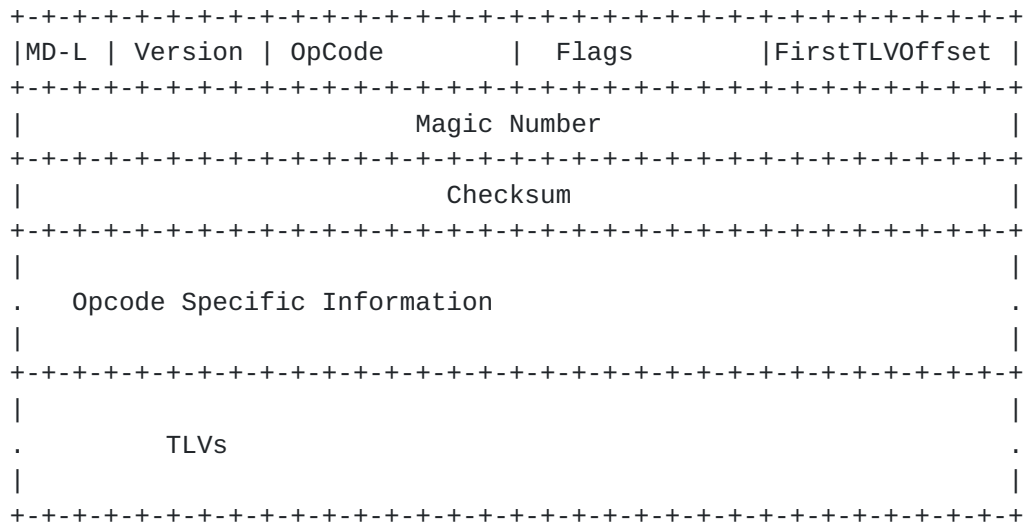 +-+-+-+-+-+-+-+-+-+-+-+-+-+-+-+-+-+-+-+-+-+-+-+-+-+-+-+-+-+-+-+-+
|MD-L | Version | OpCode        |  Flags        |FirstTLVOffset |
+-+-+-+-+-+-+-+-+-+-+-+-+-+-+-+-+-+-+-+-+-+-+-+-+-+-+-+-+-+-+-+-+
|                         Magic Number                          |
+-+-+-+-+-+-+-+-+-+-+-+-+-+-+-+-+-+-+-+-+-+-+-+-+-+-+-+-+-+-+-+-+
|                           Checksum                            |
+-+-+-+-+-+-+-+-+-+-+-+-+-+-+-+-+-+-+-+-+-+-+-+-+-+-+-+-+-+-+-+-+
|                                                               |
.   Opcode Specific Information                                 .
|                                                               |
+-+-+-+-+-+-+-+-+-+-+-+-+-+-+-+-+-+-+-+-+-+-+-+-+-+-+-+-+-+-+-+-+
|                                                               |
.         TLVs                                                  .
|                                                               |
+-+-+-+-+-+-+-+-+-+-+-+-+-+-+-+-+-+-+-+-+-+-+-+-+-+-+-+-+-+-+-+-+